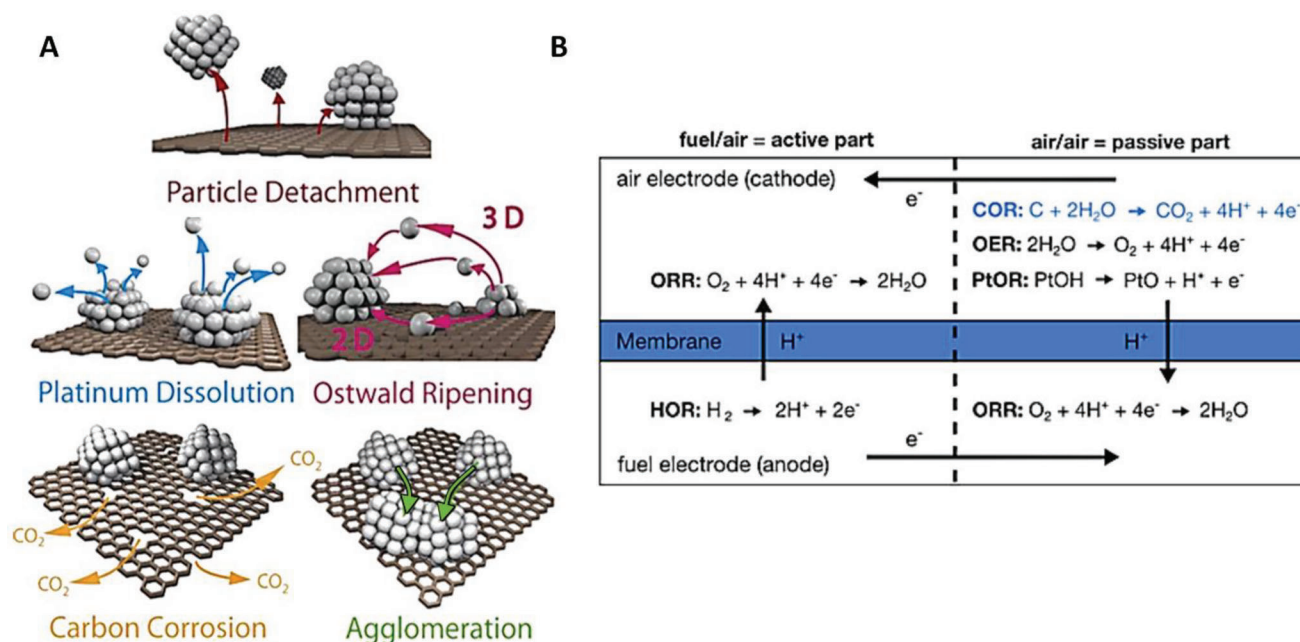 A
Particle Detachment
3 D
2D
Platinum Dissolution
Ostwald Ripening
CO₂
CO₂
CO₂
CO₂
Carbon Corrosion
Agglomeration
B
fuel/air = active part
air/air = passive part
air electrode (cathode)
e⁻
COR: C + 2H₂O → CO₂ + 4H⁺ + 4e⁻
OER: 2H₂O → O₂ + 4H⁺ + 4e⁻
ORR: O₂ + 4H⁺ + 4e⁻ → 2H₂O
PtOR: PtOH → PtO + H⁺ + e⁻
Membrane
H⁺
H⁺
HOR: H₂ → 2H⁺ + 2e⁻
ORR: O₂ + 4H⁺ + 4e⁻ → 2H₂O
e⁻
fuel electrode (anode)